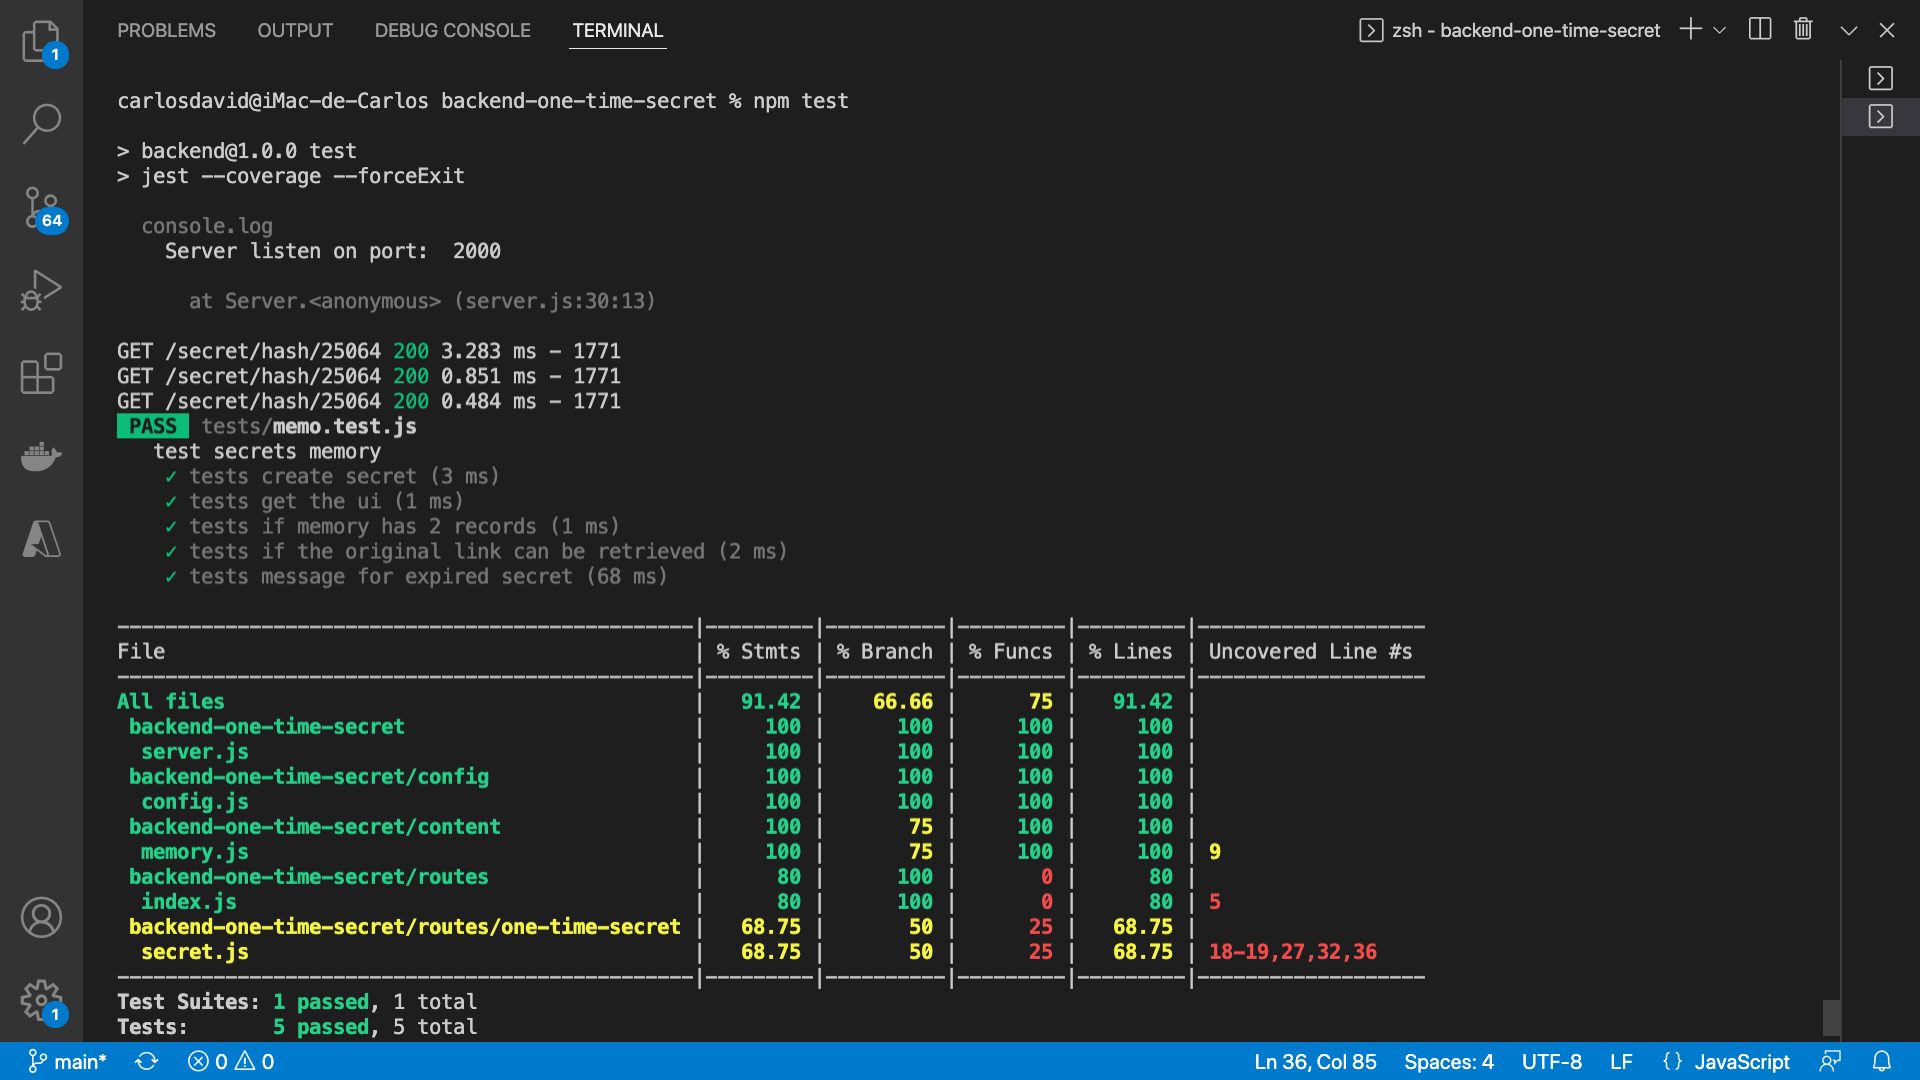 PROBLEMS OUTPUT DEBUG CONSOLE TERMINAL zsh - backend-one-time-secret
1
64
carlosdavid@iMac-de-Carlos backend-one-time-secret % npm test
> backend@1.0.0 test
> jest --coverage --forceExit
console.log
Server listen on port:  2000
at Server.<anonymous> (server.js:30:13)
GET /secret/hash/25064 200 3.283 ms - 1771
GET /secret/hash/25064 200 0.851 ms - 1771
GET /secret/hash/25064 200 0.484 ms - 1771
PASS tests/memo.test.js
test secrets memory
✓ tests create secret (3 ms)
✓ tests get the ui (1 ms)
✓ tests if memory has 2 records (1 ms)
✓ tests if the original link can be retrieved (2 ms)
✓ tests message for expired secret (68 ms)
File | % Stmts | % Branch | % Funcs | % Lines | Uncovered Line #s
All files | 91.42 | 66.66 | 75 | 91.42 |
backend-one-time-secret | 100 | 100 | 100 | 100 |
server.js | 100 | 100 | 100 | 100 |
backend-one-time-secret/config | 100 | 100 | 100 | 100 |
config.js | 100 | 100 | 100 | 100 |
backend-one-time-secret/content | 100 | 75 | 100 | 100 |
memory.js | 100 | 75 | 100 | 100 | 9
backend-one-time-secret/routes | 80 | 100 | 0 | 80 |
index.js | 80 | 100 | 0 | 80 | 5
backend-one-time-secret/routes/one-time-secret | 68.75 | 50 | 25 | 68.75 |
secret.js | 68.75 | 50 | 25 | 68.75 | 18-19,27,32,36
Test Suites: 1 passed, 1 total
Tests: 5 passed, 5 total
1
main* 0 0 Ln 36, Col 85 Spaces: 4 UTF-8 LF {} JavaScript